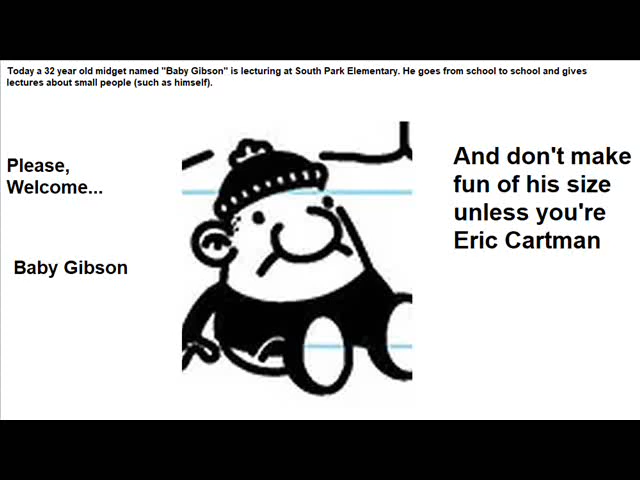 Today a 32 year old midget named "Baby Gibson" is lecturing at South Park Elementary. He goes from school to school and gives
lectures about small people (such as himself).
Please,
Welcome...
Baby Gibson
And don't make
fun of his size
unless you're
Eric Cartman